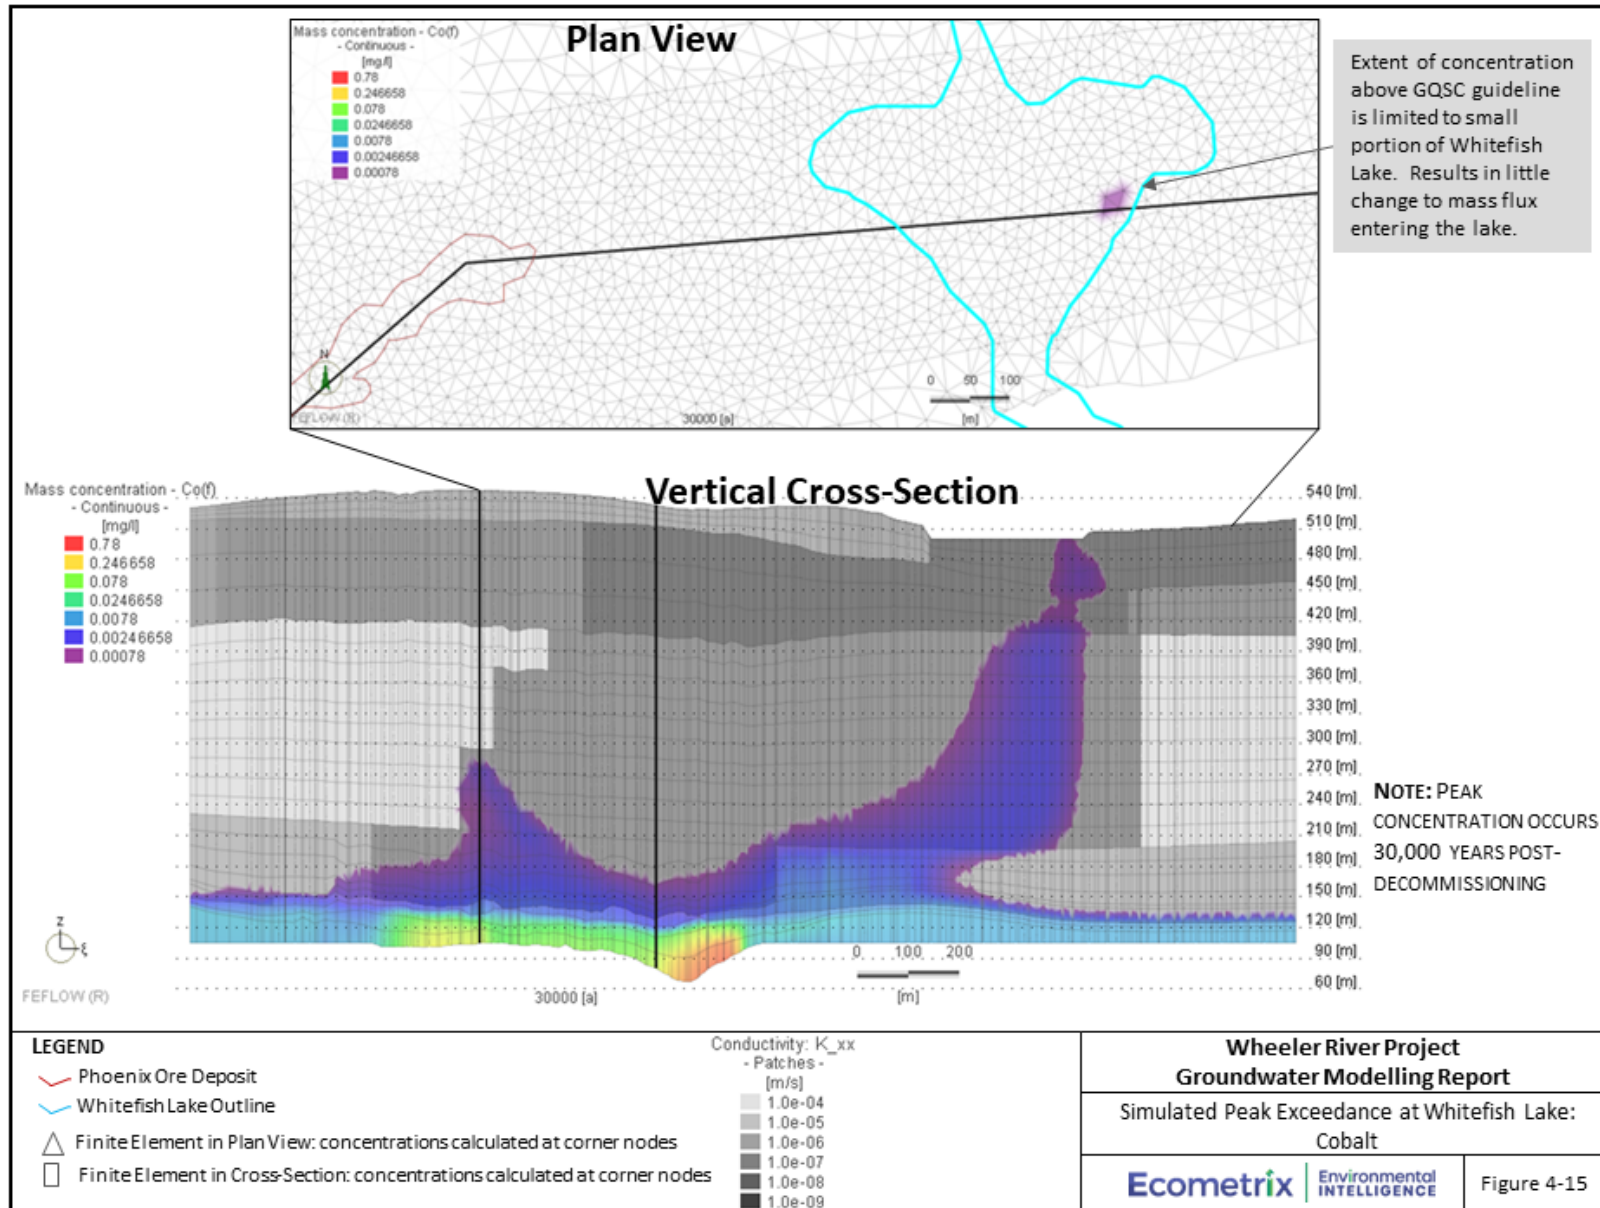 Plan View
Mass concentration - Co(f)
- Continuous -
[mg/l]
0.78
0.246658
0.078
0.0246658
0.0078
0.00246658
0.00078
Extent of concentration
above GQSC guideline
is limited to small
portion of Whitefish
Lake. Results in little
change to mass flux
entering the lake.
N
0 50 100
[m]
FEFLOW (R)
30000 [a]
Vertical Cross-Section
Mass concentration - Co(f)
- Continuous -
[mg/l]
0.78
0.246658
0.078
0.0246658
0.0078
0.00246658
0.00078
540 [m]
510 [m]
480 [m]
450 [m]
420 [m]
390 [m]
360 [m]
330 [m]
300 [m]
270 [m]
240 [m]
210 [m]
180 [m]
150 [m]
120 [m]
90 [m]
60 [m]
NOTE: PEAK
CONCENTRATION OCCURS
30,000 YEARS POST-
DECOMMISSIONING
z
ξ
0 100 200
[m]
FEFLOW (R)
30000 [a]
LEGEND
Phoenix Ore Deposit
Whitefish Lake Outline
Finite Element in Plan View: concentrations calculated at corner nodes
Finite Element in Cross-Section: concentrations calculated at corner nodes
Conductivity: K_xx
- Patches -
[m/s]
1.0e-04
1.0e-05
1.0e-06
1.0e-07
1.0e-08
1.0e-09
Wheeler River Project
Groundwater Modelling Report
Simulated Peak Exceedance at Whitefish Lake:
Cobalt
Ecometrix Environmental
INTELLIGENCE
Figure 4-15